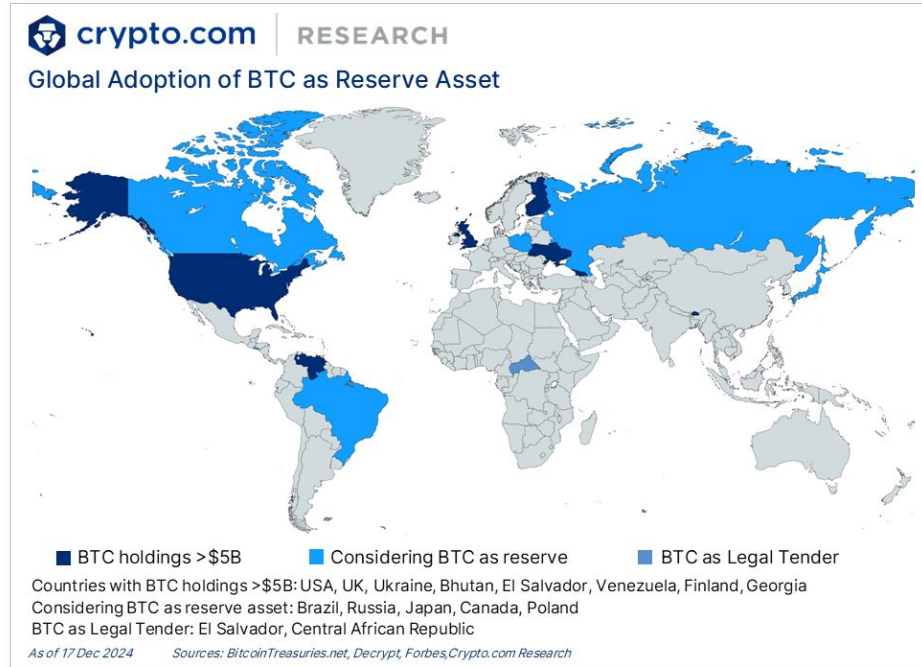 crypto.com | RESEARCH
Global Adoption of BTC as Reserve Asset
BTC holdings >$5B
Considering BTC as reserve
BTC as Legal Tender
Countries with BTC holdings >$5B: USA, UK, Ukraine, Bhutan, El Salvador, Venezuela, Finland, Georgia
Considering BTC as reserve asset: Brazil, Russia, Japan, Canada, Poland
BTC as Legal Tender: El Salvador, Central African Republic
As of 17 Dec 2024 Sources: BitcoinTreasuries.net, Decrypt, Forbes,Crypto.com Research